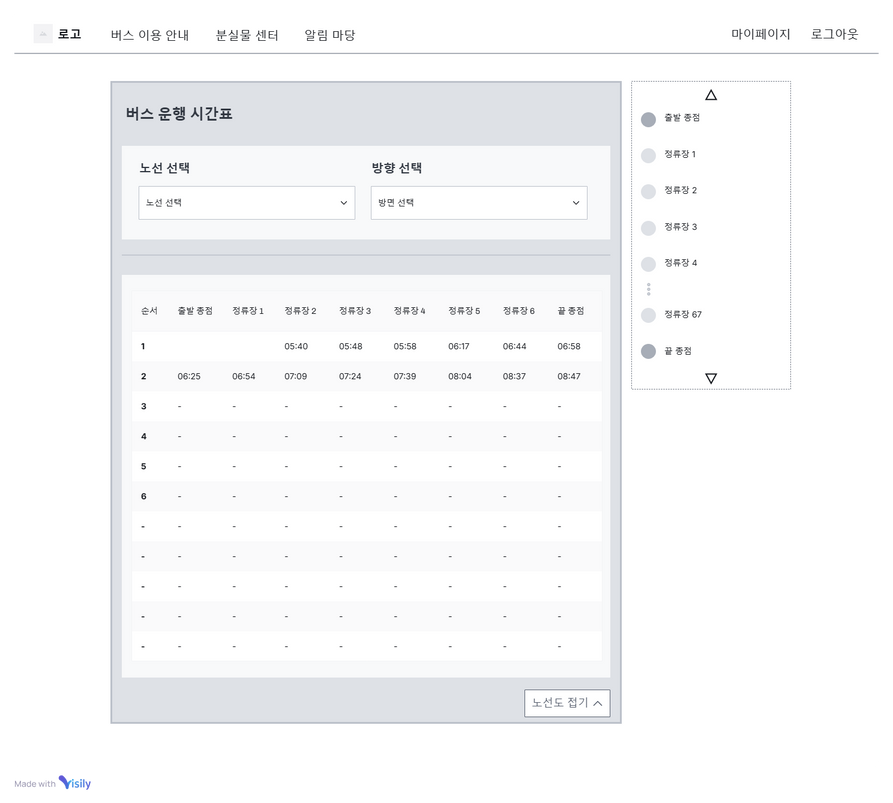 로고 버스 이용 안내 분실물 센터 알림 마당 마이페이지 로그아웃
버스 운행 시간표
노선 선택 방향 선택
노선 선택 방면 선택
순서 출발 종점 정류장 1 정류장 2 정류장 3 정류장 4 정류장 5 정류장 6 끝 종점
1 05:40 05:48 05:58 06:17 06:44 06:58
2 06:25 06:54 07:09 07:24 07:39 08:04 08:37 08:47
3 - - - - - - - -
4 - - - - - - - -
5 - - - - - - - -
6 - - - - - - - -
- - - - - - - - -
- - - - - - - - -
- - - - - - - - -
- - - - - - - - -
- - - - - - - - -
노선도 접기
출발 종점
정류장 1
정류장 2
정류장 3
정류장 4
정류장 67
끝 종점
Made with Visily